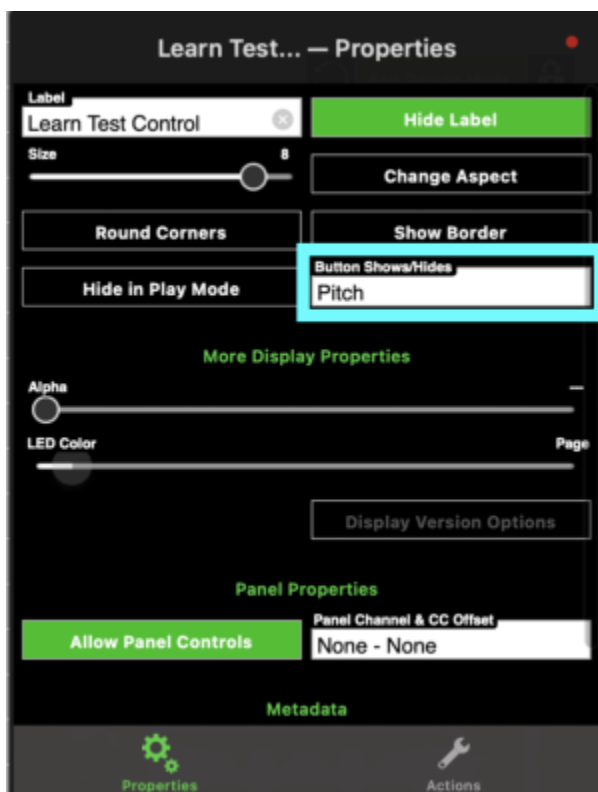 Learn Test... — Properties
Label
Learn Test Control
Hide Label
Size 8
Change Aspect
Round Corners
Show Border
Hide in Play Mode
Button Shows/Hides
Pitch
More Display Properties
Alpha —
LED Color Page
Display Version Options
Panel Properties
Allow Panel Controls
Panel Channel & CC Offset
None - None
Metadata
Properties
Actions